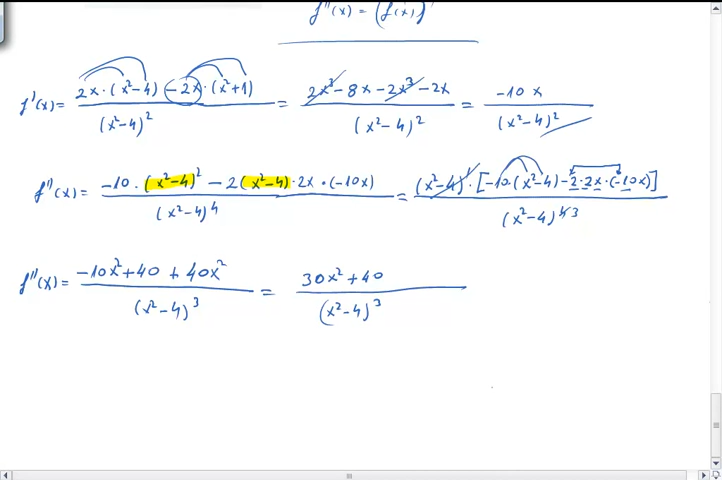 f''(x) = (f'(x))'
f'(x) = (2x·(x²-4) -2x·(x²+1))/(x²-4)² = (2x³-8x-2x³-2x)/(x²-4)² = (-10x)/(x²-4)²
f''(x) = (-10·(x²-4)² - 2(x²-4)·2x·(-10x))/(x²-4)⁴ = ((x²-4)¹·[-10·(x²-4)-2·2x·(-10x)])/(x²-4)⁴ ³
f''(x) = (-10x²+40+40x²)/(x²-4)³ = (30x²+40)/(x²-4)³